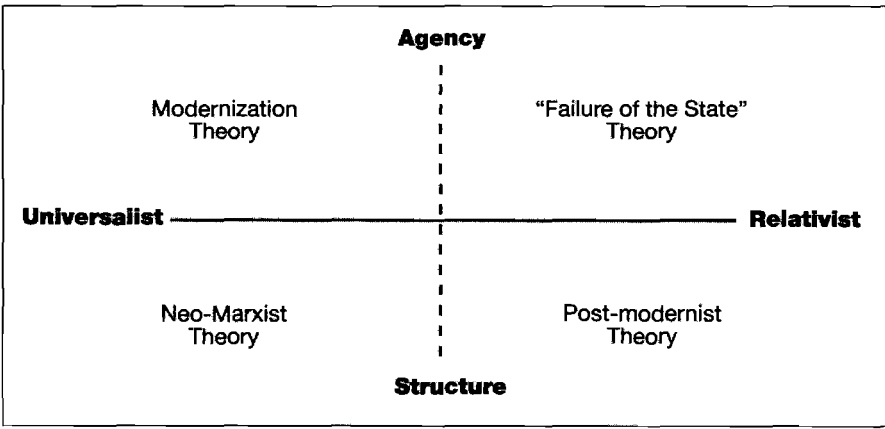 Agency
Modernization
Theory
"Failure of the State"
Theory
Universalist
Relativist
Neo-Marxist
Theory
Post-modernist
Theory
Structure